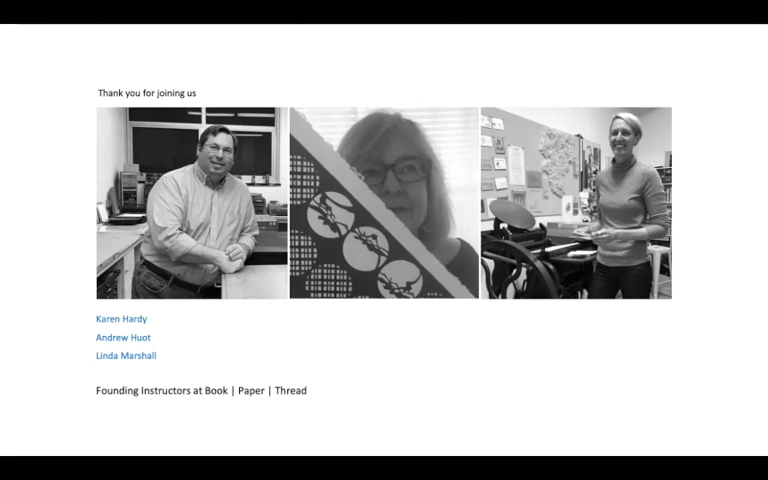 Thank you for joining us
Karen Hardy
Andrew Huot
Linda Marshall
Founding Instructors at Book | Paper | Thread